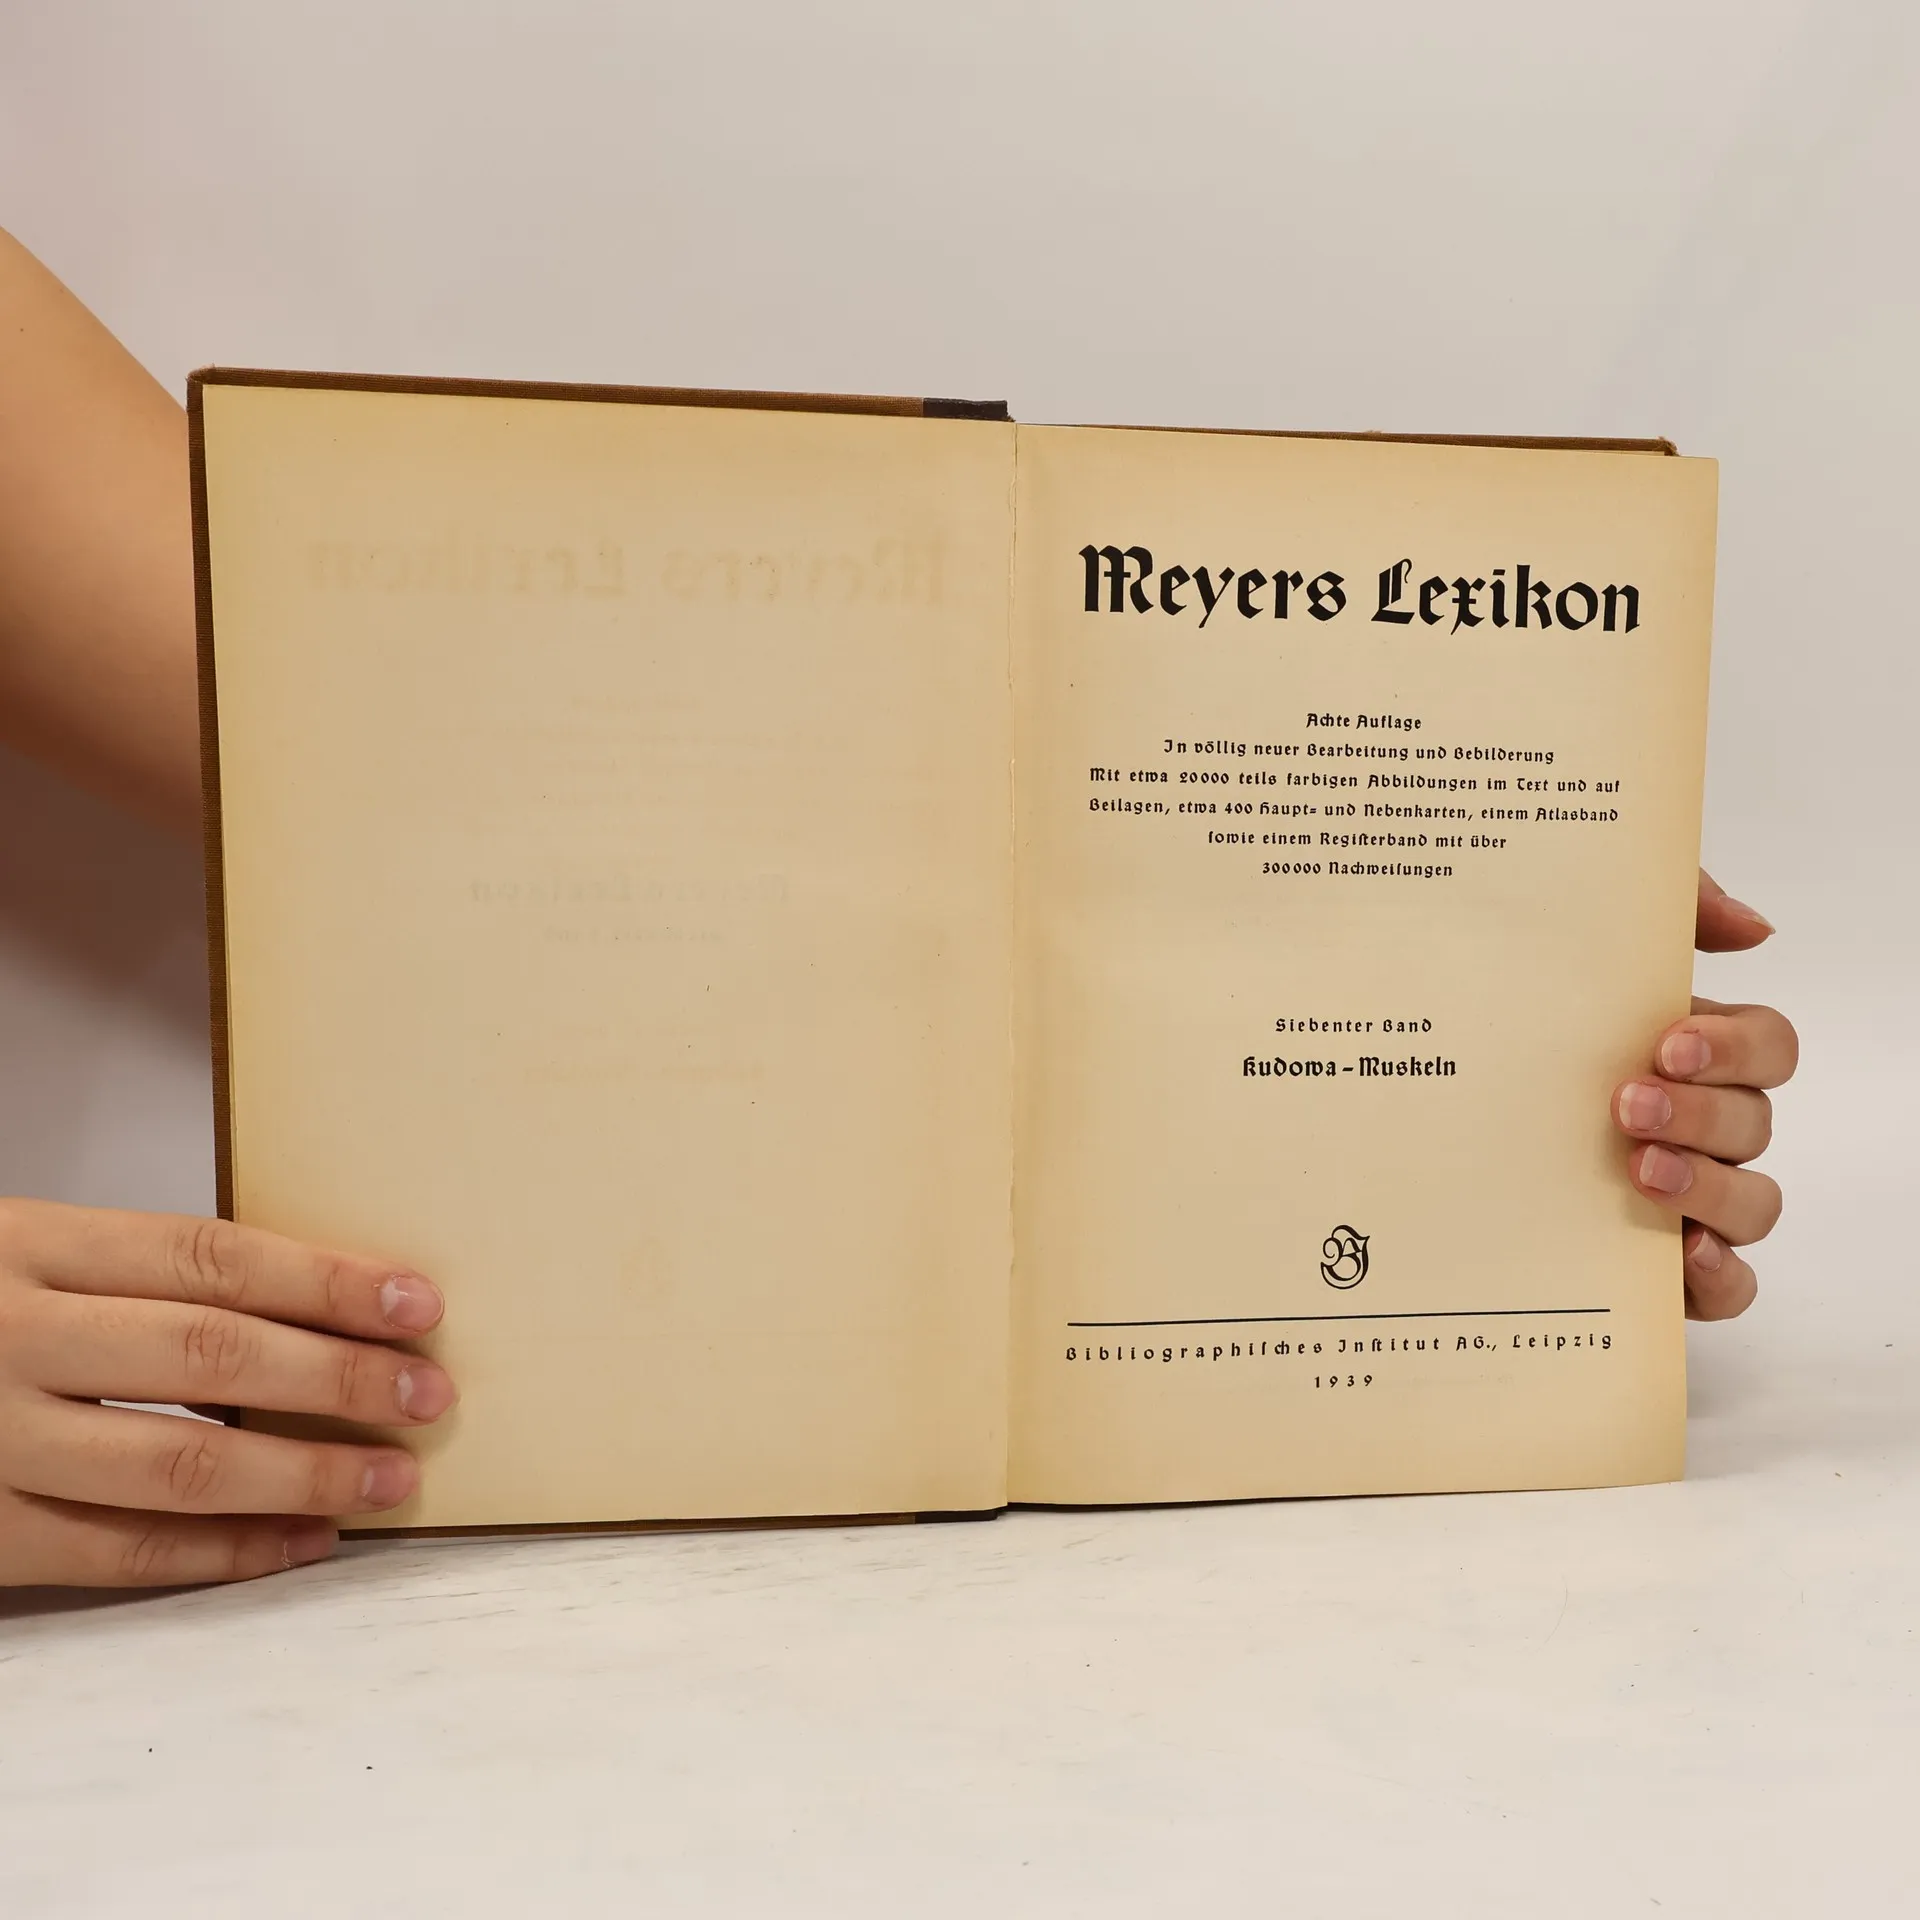 Meyers Lexikon
Achte Auflage
In völlig neuer Bearbeitung und Bebilderung
Mit etwa 20000 teils farbigen Abbildungen im Text und auf
Beilagen, etwa 400 Haupt- und Nebenkarten, einem Atlasband
ſowie einem Regiſterband mit über
300000 Nachweiſungen
Siebenter Band
Kudowa – Muskeln
BI
Bibliographiſches Inſtitut AG., Leipzig
1939